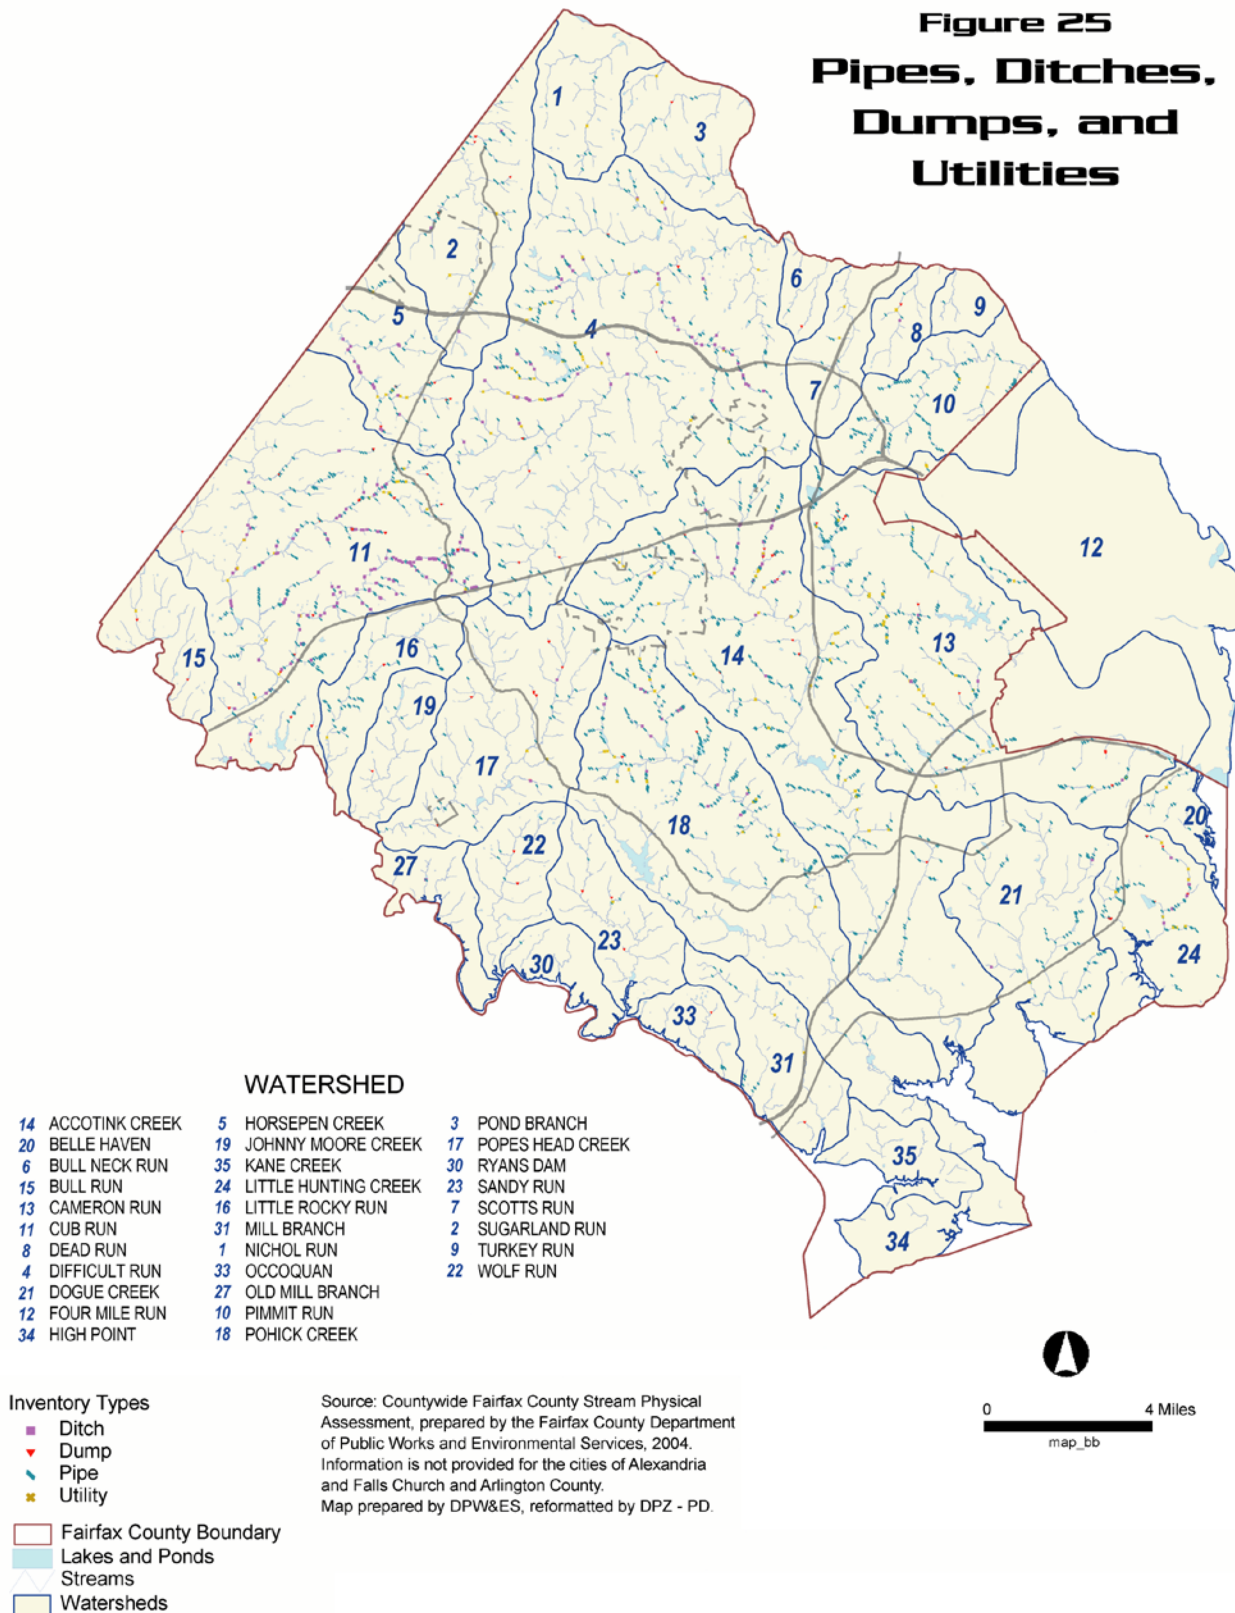 Figure 25
Pipes, Ditches,
Dumps, and
Utilities
1
3
2
6
9
5
4
8
7
10
11
12
15
16
14
13
19
17
18
20
22
27
21
23
24
30
33
31
35
34
WATERSHED
14 ACCOTINK CREEK
20 BELLE HAVEN
6 BULL NECK RUN
15 BULL RUN
13 CAMERON RUN
11 CUB RUN
8 DEAD RUN
4 DIFFICULT RUN
21 DOGUE CREEK
12 FOUR MILE RUN
34 HIGH POINT
5 HORSEPEN CREEK
19 JOHNNY MOORE CREEK
35 KANE CREEK
24 LITTLE HUNTING CREEK
16 LITTLE ROCKY RUN
31 MILL BRANCH
1 NICHOL RUN
33 OCCOQUAN
27 OLD MILL BRANCH
10 PIMMIT RUN
18 POHICK CREEK
3 POND BRANCH
17 POPES HEAD CREEK
30 RYANS DAM
23 SANDY RUN
7 SCOTTS RUN
2 SUGARLAND RUN
9 TURKEY RUN
22 WOLF RUN
Inventory Types
Ditch
Dump
Pipe
Utility
Fairfax County Boundary
Lakes and Ponds
Streams
Watersheds
Source: Countywide Fairfax County Stream Physical
Assessment, prepared by the Fairfax County Department
of Public Works and Environmental Services, 2004.
Information is not provided for the cities of Alexandria
and Falls Church and Arlington County.
Map prepared by DPW&ES, reformatted by DPZ - PD.
0 4 Miles
map_bb